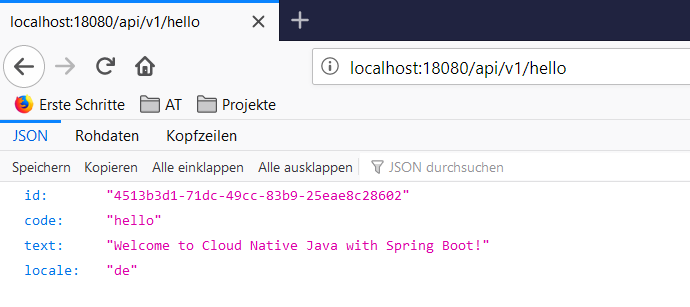 localhost:18080/api/v1/hello
localhost:18080/api/v1/hello
Erste Schritte AT Projekte
JSON Rohdaten Kopfzeilen
Speichern Kopieren Alle einklappen Alle ausklappen JSON durchsuchen
id: "4513b3d1-71dc-49cc-83b9-25eae8c28602"
code: "hello"
text: "Welcome to Cloud Native Java with Spring Boot!"
locale: "de"